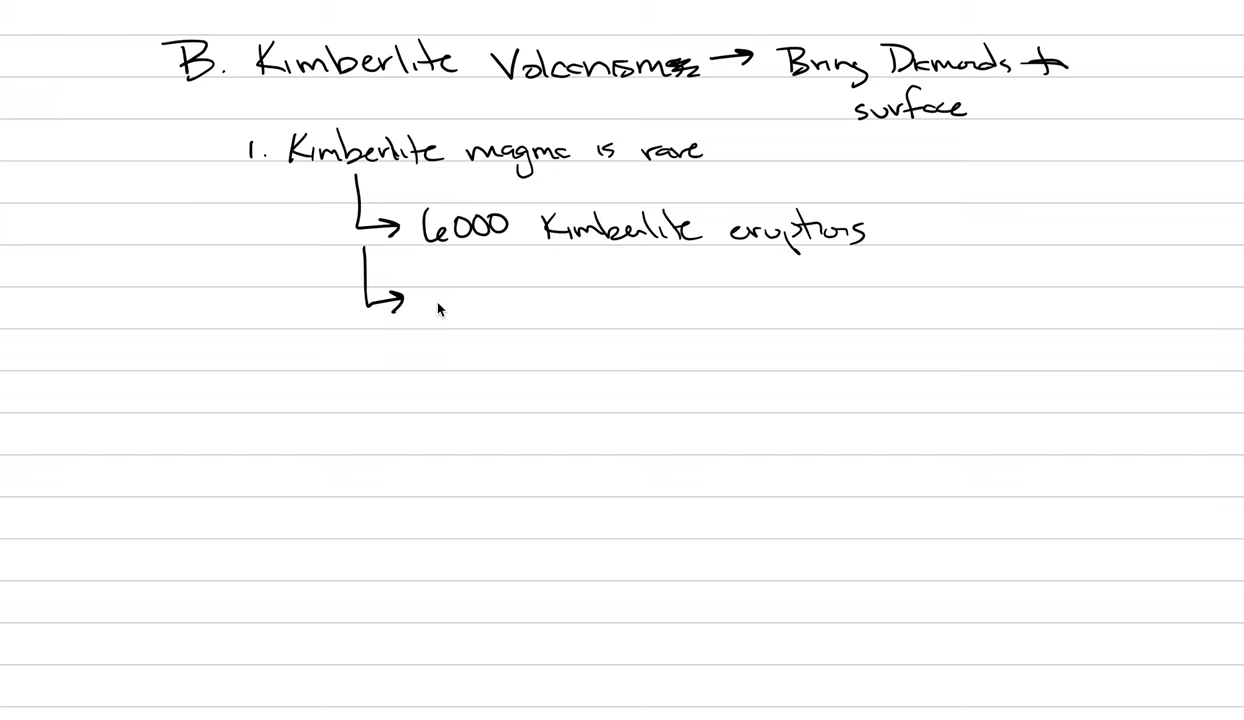 B. Kimberlite Volcanism → Bring Diamonds to
surface
1. Kimberlite magma is rare
→ 6000 Kimberlite eruptions
→